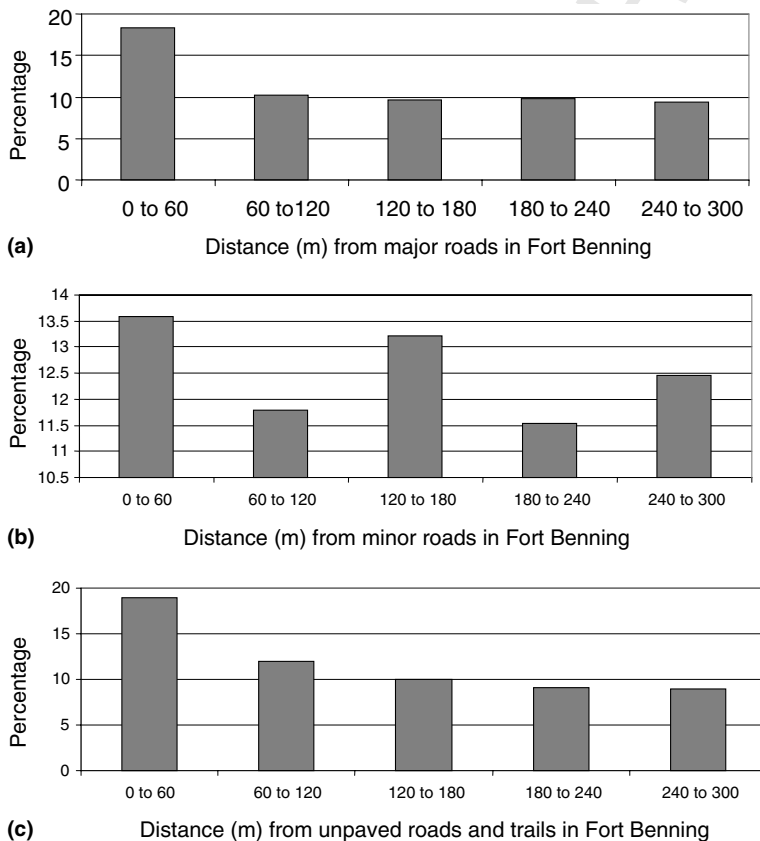 20
15
10
5
0
Percentage
0 to 60 60 to120 120 to 180 180 to 240 240 to 300
(a) Distance (m) from major roads in Fort Benning
14
13.5
13
12.5
12
11.5
11
10.5
Percentage
0 to 60 60 to 120 120 to 180 180 to 240 240 to 300
(b) Distance (m) from minor roads in Fort Benning
20
15
10
5
0
Percentage
0 to 60 60 to 120 120 to 180 180 to 240 240 to 300
(c) Distance (m) from unpaved roads and trails in Fort Benning